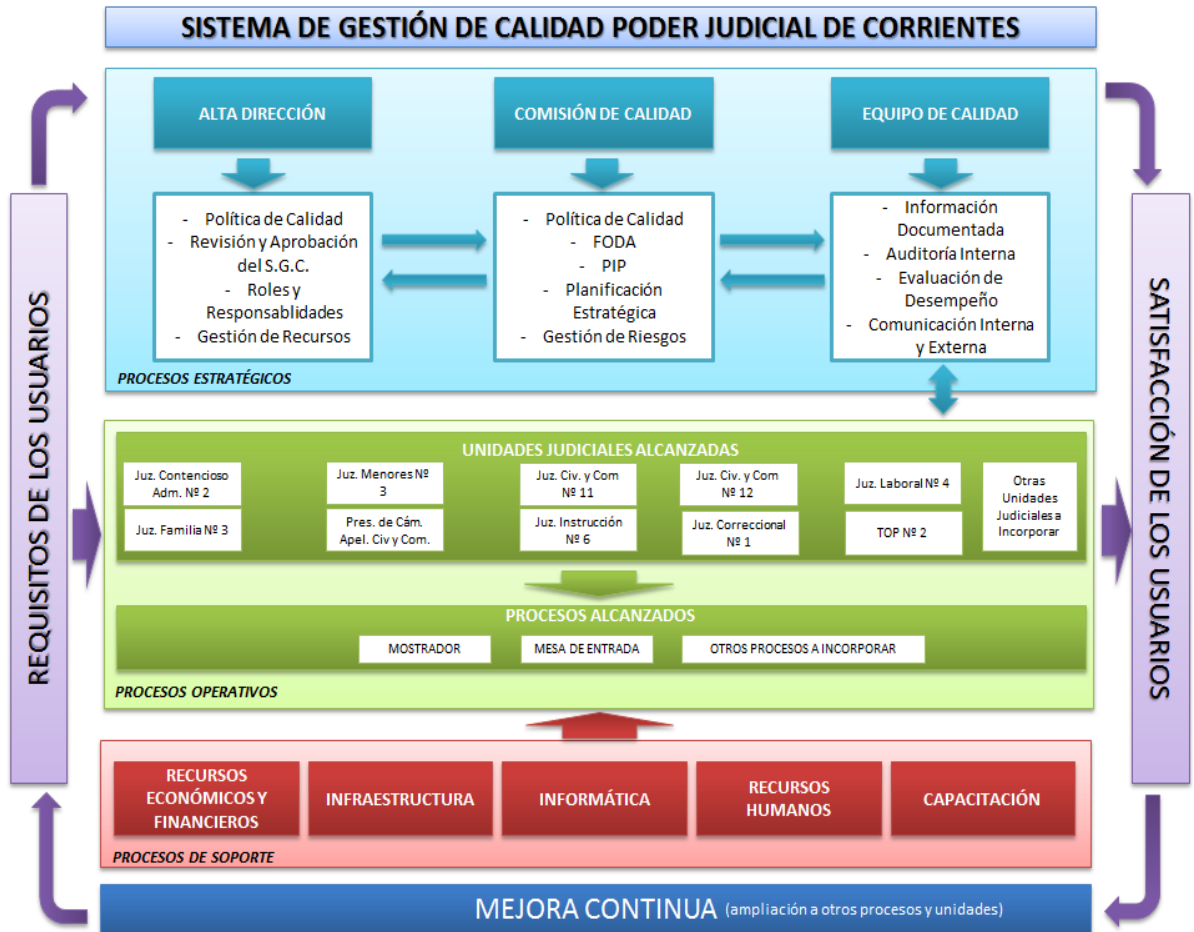 SISTEMA DE GESTIÓN DE CALIDAD PODER JUDICIAL DE CORRIENTES
REQUISITOS DE LOS USUARIOS
ALTA DIRECCIÓN
COMISIÓN DE CALIDAD
EQUIPO DE CALIDAD
- Política de Calidad
- Revisión y Aprobación
del S.G.C.
- Roles y
Responsablidades
- Gestión de Recursos
- Política de Calidad
- FODA
- PIP
- Planificación
Estratégica
- Gestión de Riesgos
- Información
Documentada
- Auditoría Interna
- Evaluación de
Desempeño
- Comunicación Interna
y Externa
PROCESOS ESTRATÉGICOS
UNIDADES JUDICIALES ALCANZADAS
Juz. Contencioso
Adm. Nº 2
Juz. Menores Nº
3
Juz. Civ. y Com
Nº 11
Juz. Civ. y Com
Nº 12
Juz. Laboral Nº 4
Otras
Unidades
Judiciales a
Incorporar
Juz. Familia Nº 3
Pres. de Cám.
Apel. Civ y Com.
Juz. Instrucción
Nº 6
Juz. Correccional
Nº 1
TOP Nº 2
PROCESOS ALCANZADOS
MOSTRADOR
MESA DE ENTRADA
OTROS PROCESOS A INCORPORAR
PROCESOS OPERATIVOS
RECURSOS
ECONÓMICOS Y
FINANCIEROS
INFRAESTRUCTURA
INFORMÁTICA
RECURSOS
HUMANOS
CAPACITACIÓN
PROCESOS DE SOPORTE
SATISFACCIÓN DE LOS USUARIOS
MEJORA CONTINUA (ampliación a otros procesos y unidades)